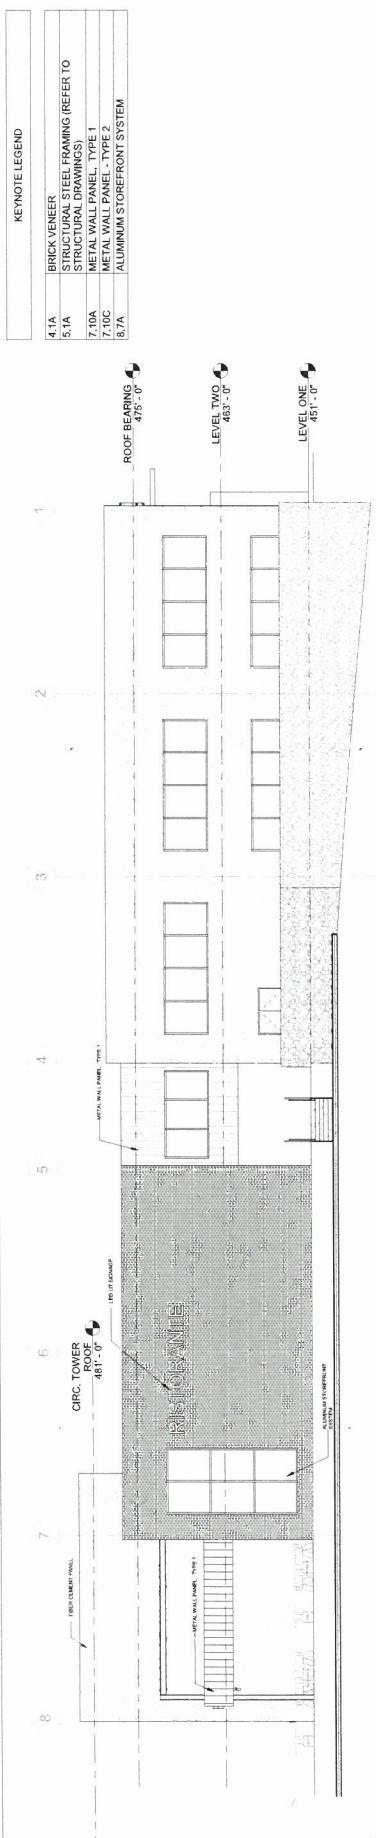 KEYNOTE LEGEND
4.1A BRICK VENEER
5.1A STRUCTURAL STEEL FRAMING (REFER TO
STRUCTURAL DRAWINGS)
7.10A METAL WALL PANEL, TYPE 1
7.10C METAL WALL PANEL - TYPE 2
8.7A ALUMINUM STOREFRONT SYSTEM
ROOF BEARING
475' - 0"
LEVEL TWO
463' - 0"
LEVEL ONE
451' - 0"
1
2
3
4
5
6
7
8
METAL WALL PANEL, TYPE 1
LED LIT SIGNAGE
CIRC. TOWER
ROOF
481' - 0"
RISTORANTE
ALUMINUM STOREFRONT
SYSTEM
FIBER CEMENT PANEL
METAL WALL PANEL, TYPE 1